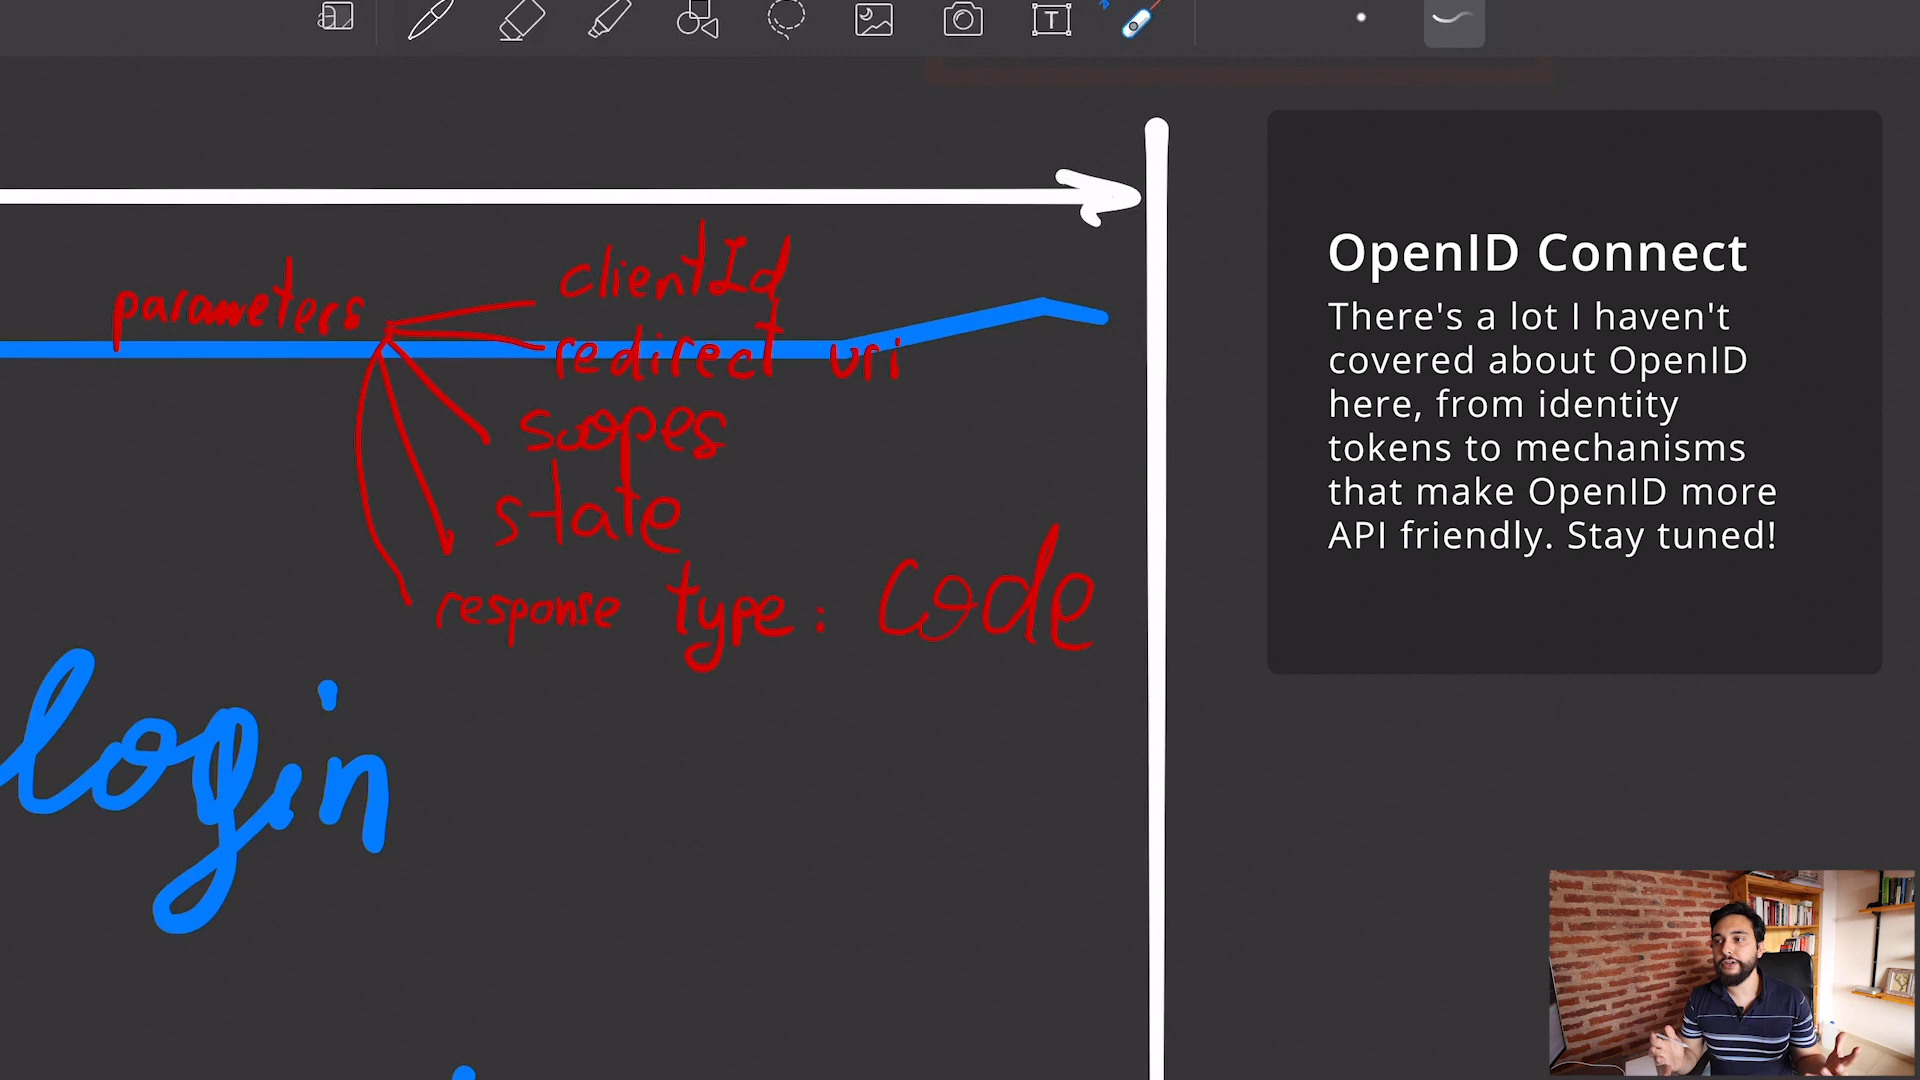 parameters
clientId
redirect uri
scopes
state
response type: code
login
OpenID Connect
There's a lot I haven't
covered about OpenID
here, from identity
tokens to mechanisms
that make OpenID more
API friendly. Stay tuned!